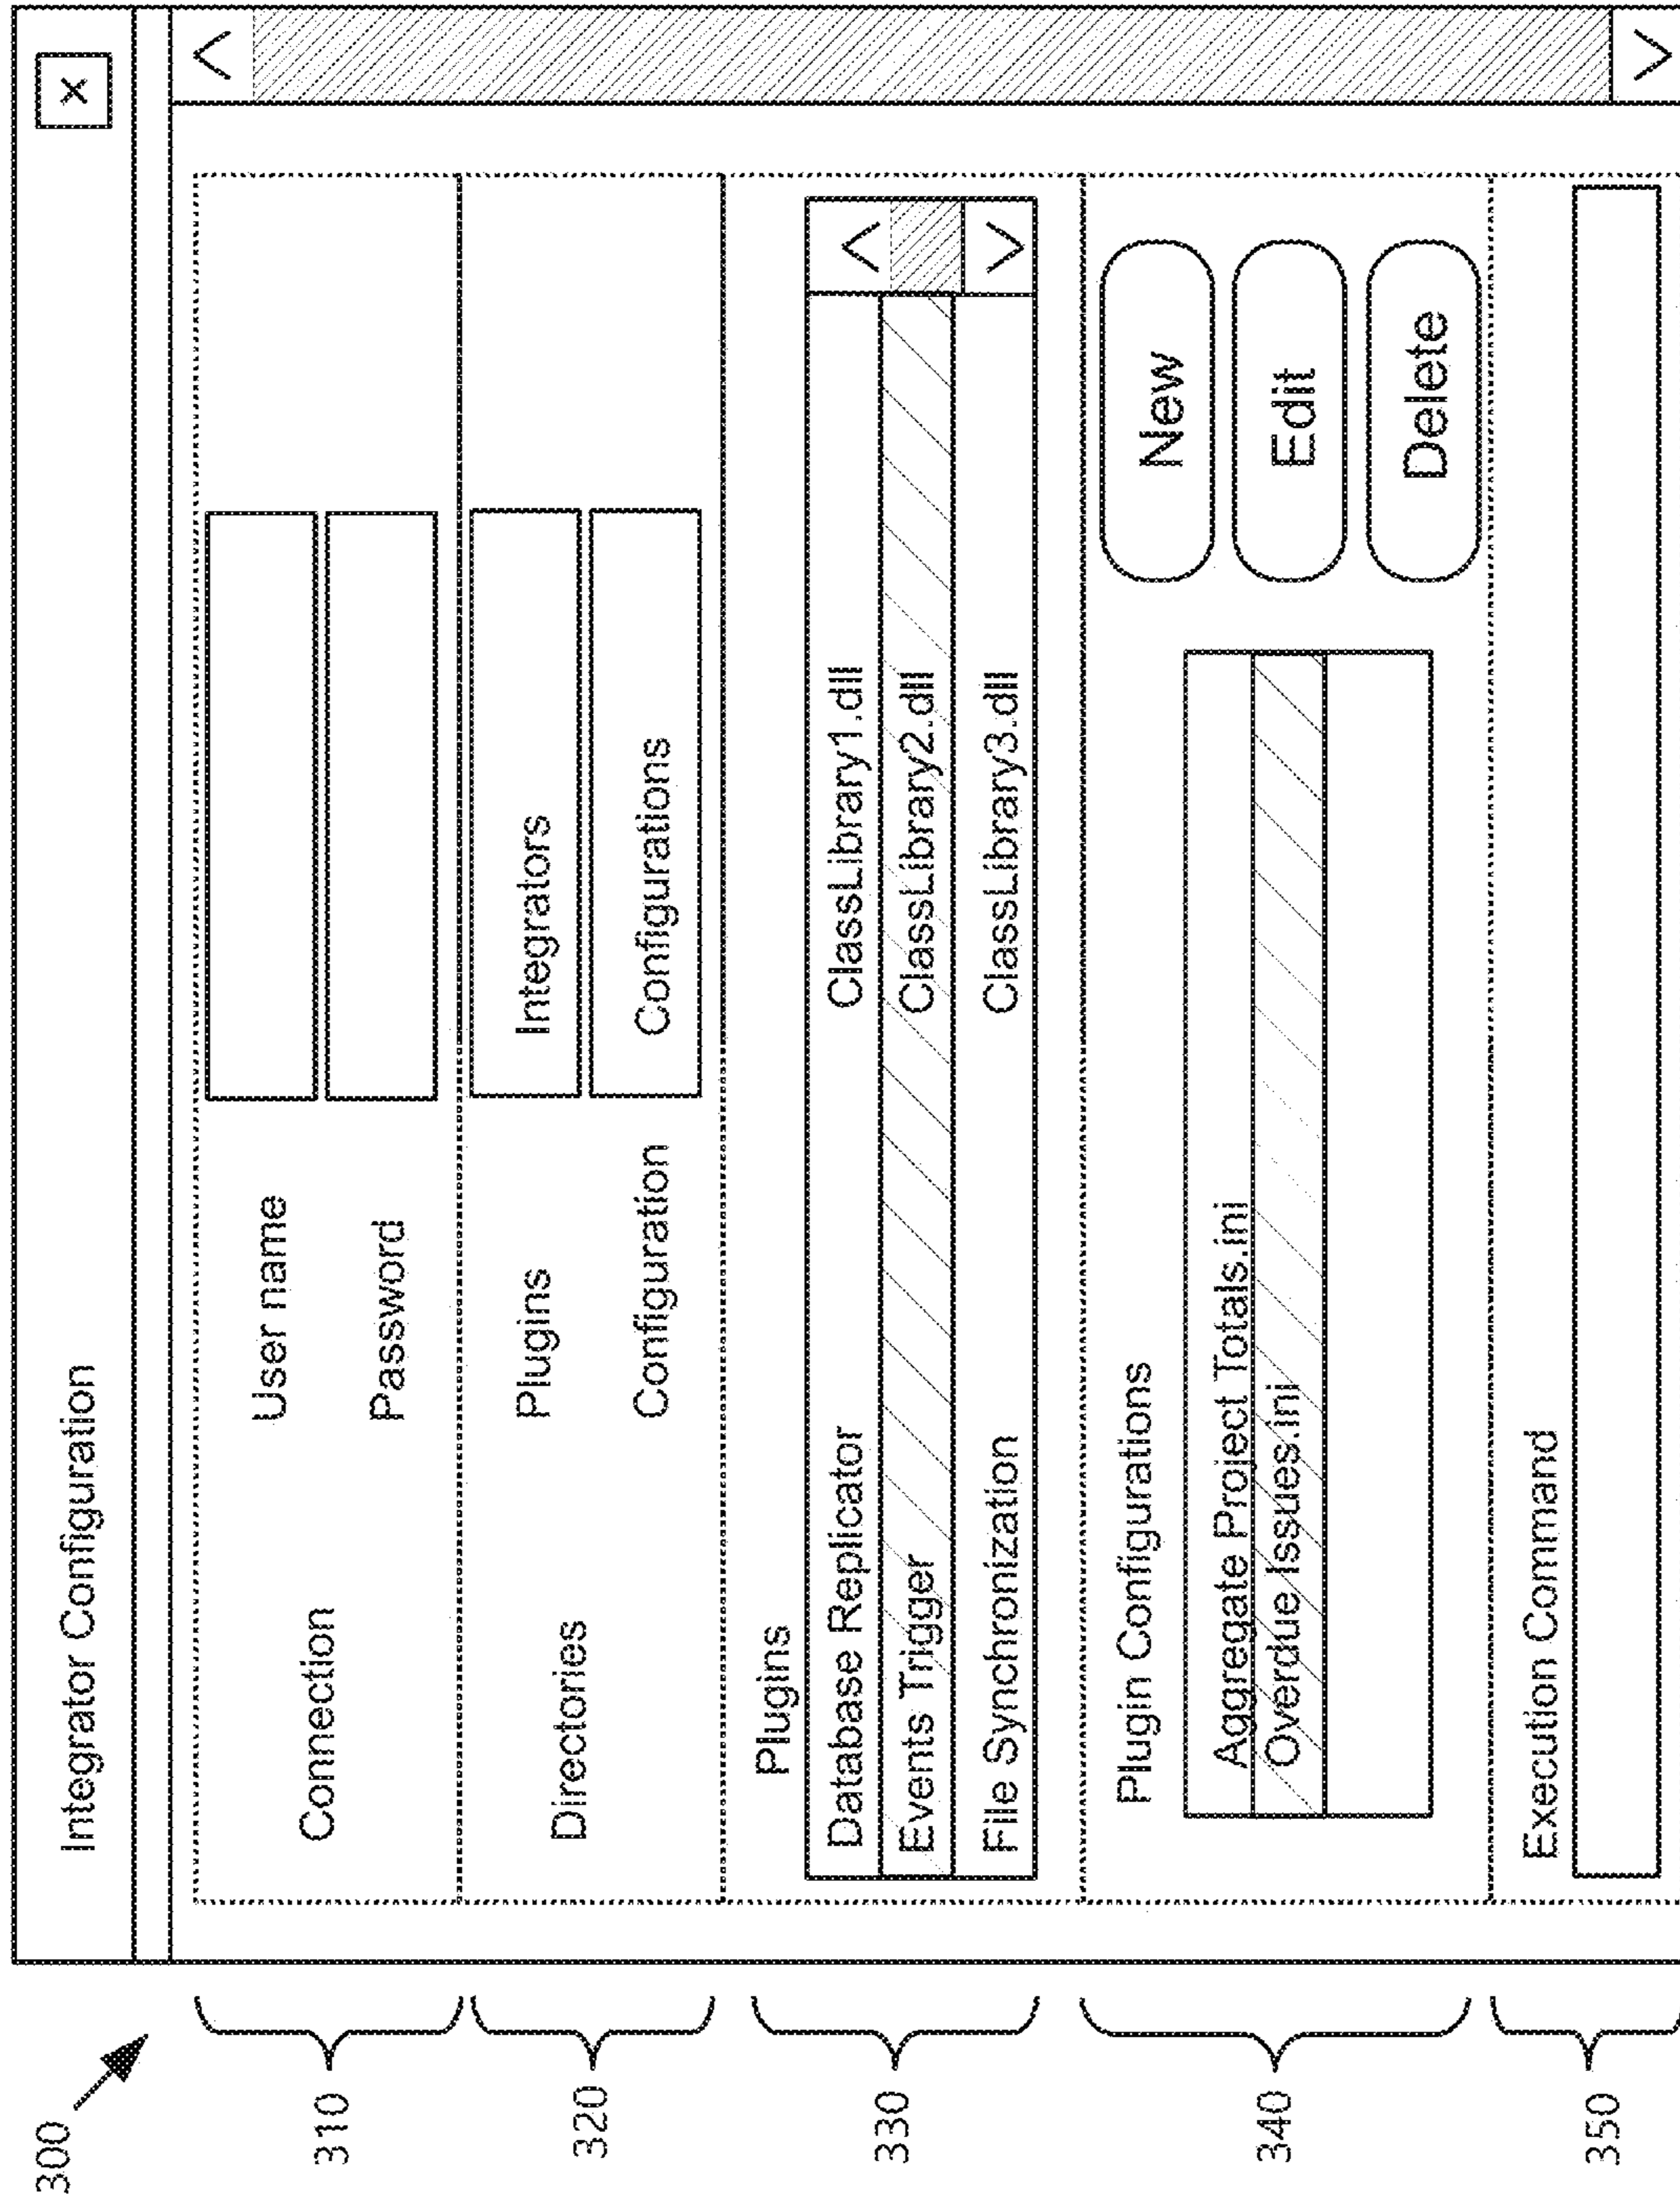 300
Integrator Configuration
x
310
Connection
User name
Password
320
Directories
Plugins
Integrators
Configuration
Configurations
330
Plugins
Database Replicator ClassLibrary1.dll
Events Trigger ClassLibrary2.dll
File Synchronization ClassLibrary3.dll
340
Plugin Configurations
Aggregate Project Totals.ini
Overdue Issues.ini
New
Edit
Delete
350
Execution Command